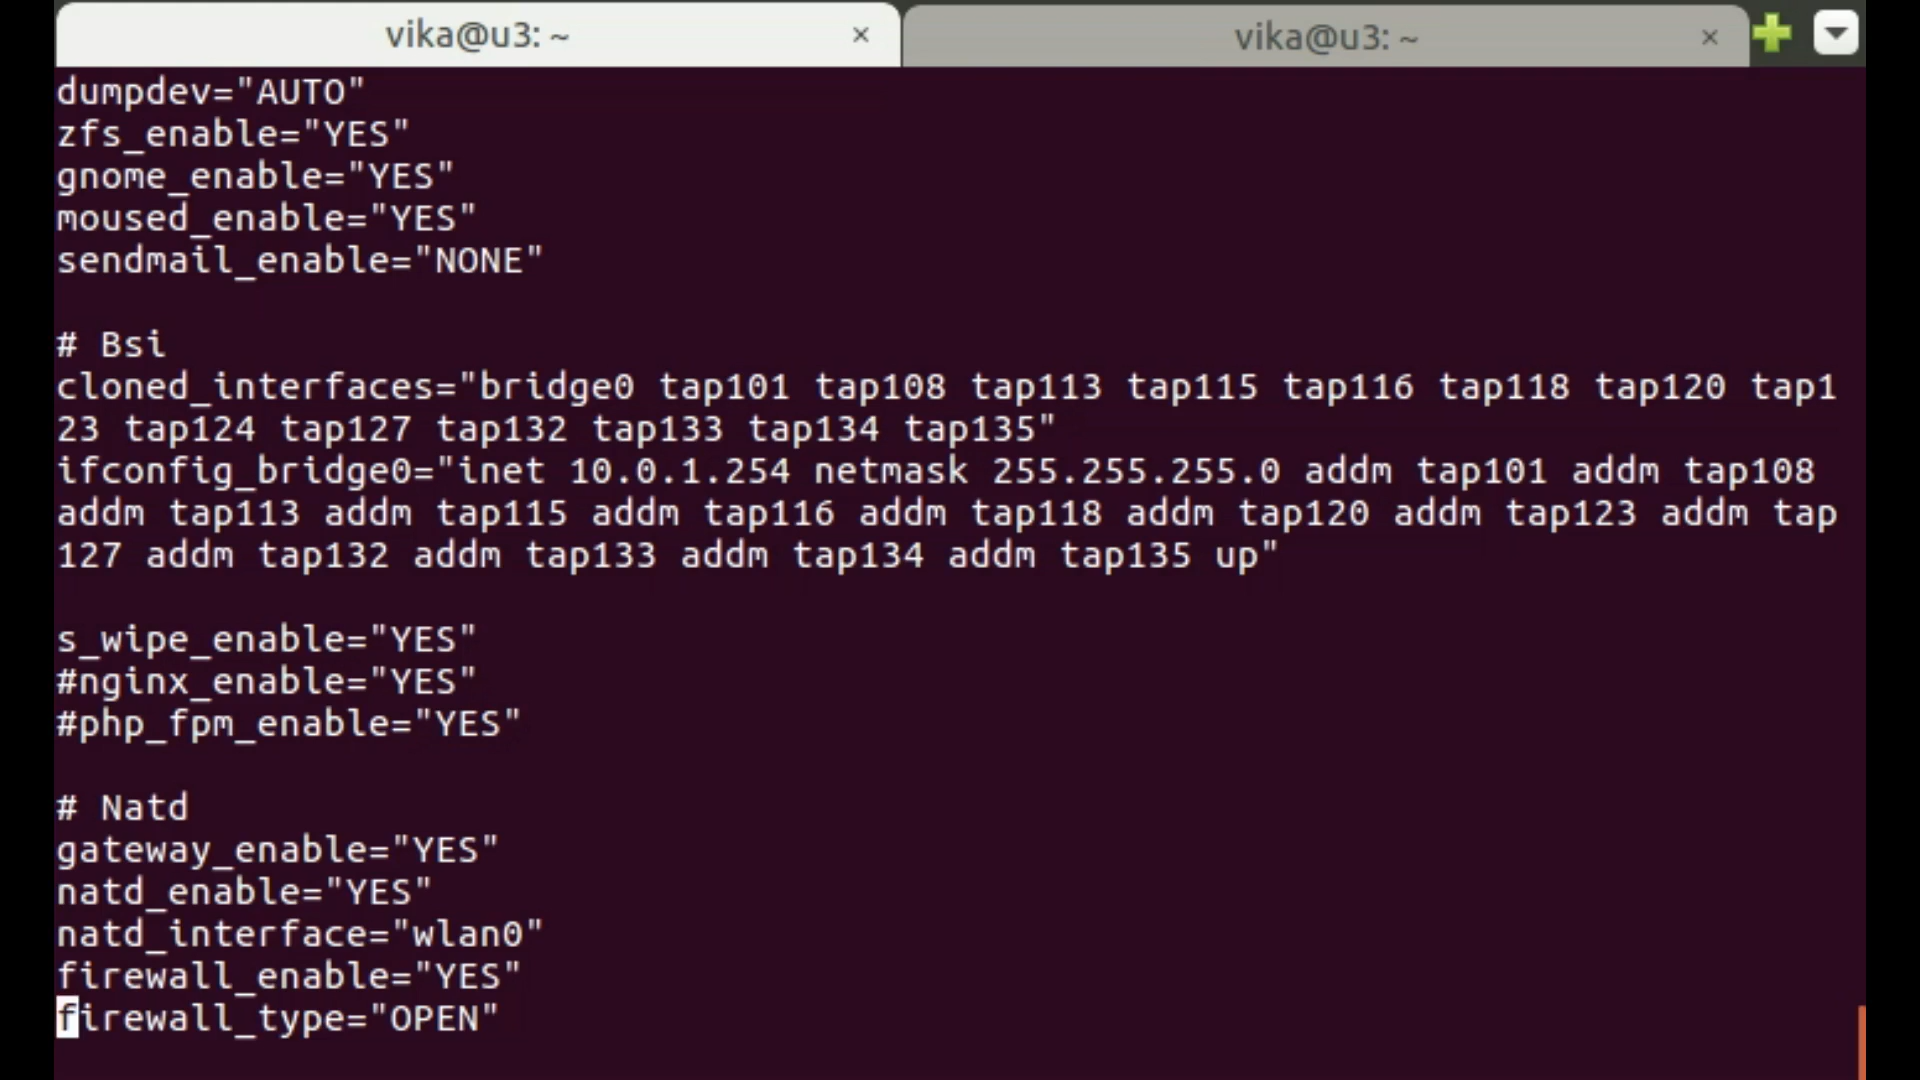 vika@u3: ~ × vika@u3: ~ ×
dumpdev="AUTO"
zfs_enable="YES"
gnome_enable="YES"
moused_enable="YES"
sendmail_enable="NONE"
# Bsi
cloned_interfaces="bridge0 tap101 tap108 tap113 tap115 tap116 tap118 tap120 tap1
23 tap124 tap127 tap132 tap133 tap134 tap135"
ifconfig_bridge0="inet 10.0.1.254 netmask 255.255.255.0 addm tap101 addm tap108
addm tap113 addm tap115 addm tap116 addm tap118 addm tap120 addm tap123 addm tap
127 addm tap132 addm tap133 addm tap134 addm tap135 up"
s_wipe_enable="YES"
#nginx_enable="YES"
#php_fpm_enable="YES"
# Natd
gateway_enable="YES"
natd_enable="YES"
natd_interface="wlan0"
firewall_enable="YES"
firewall_type="OPEN"